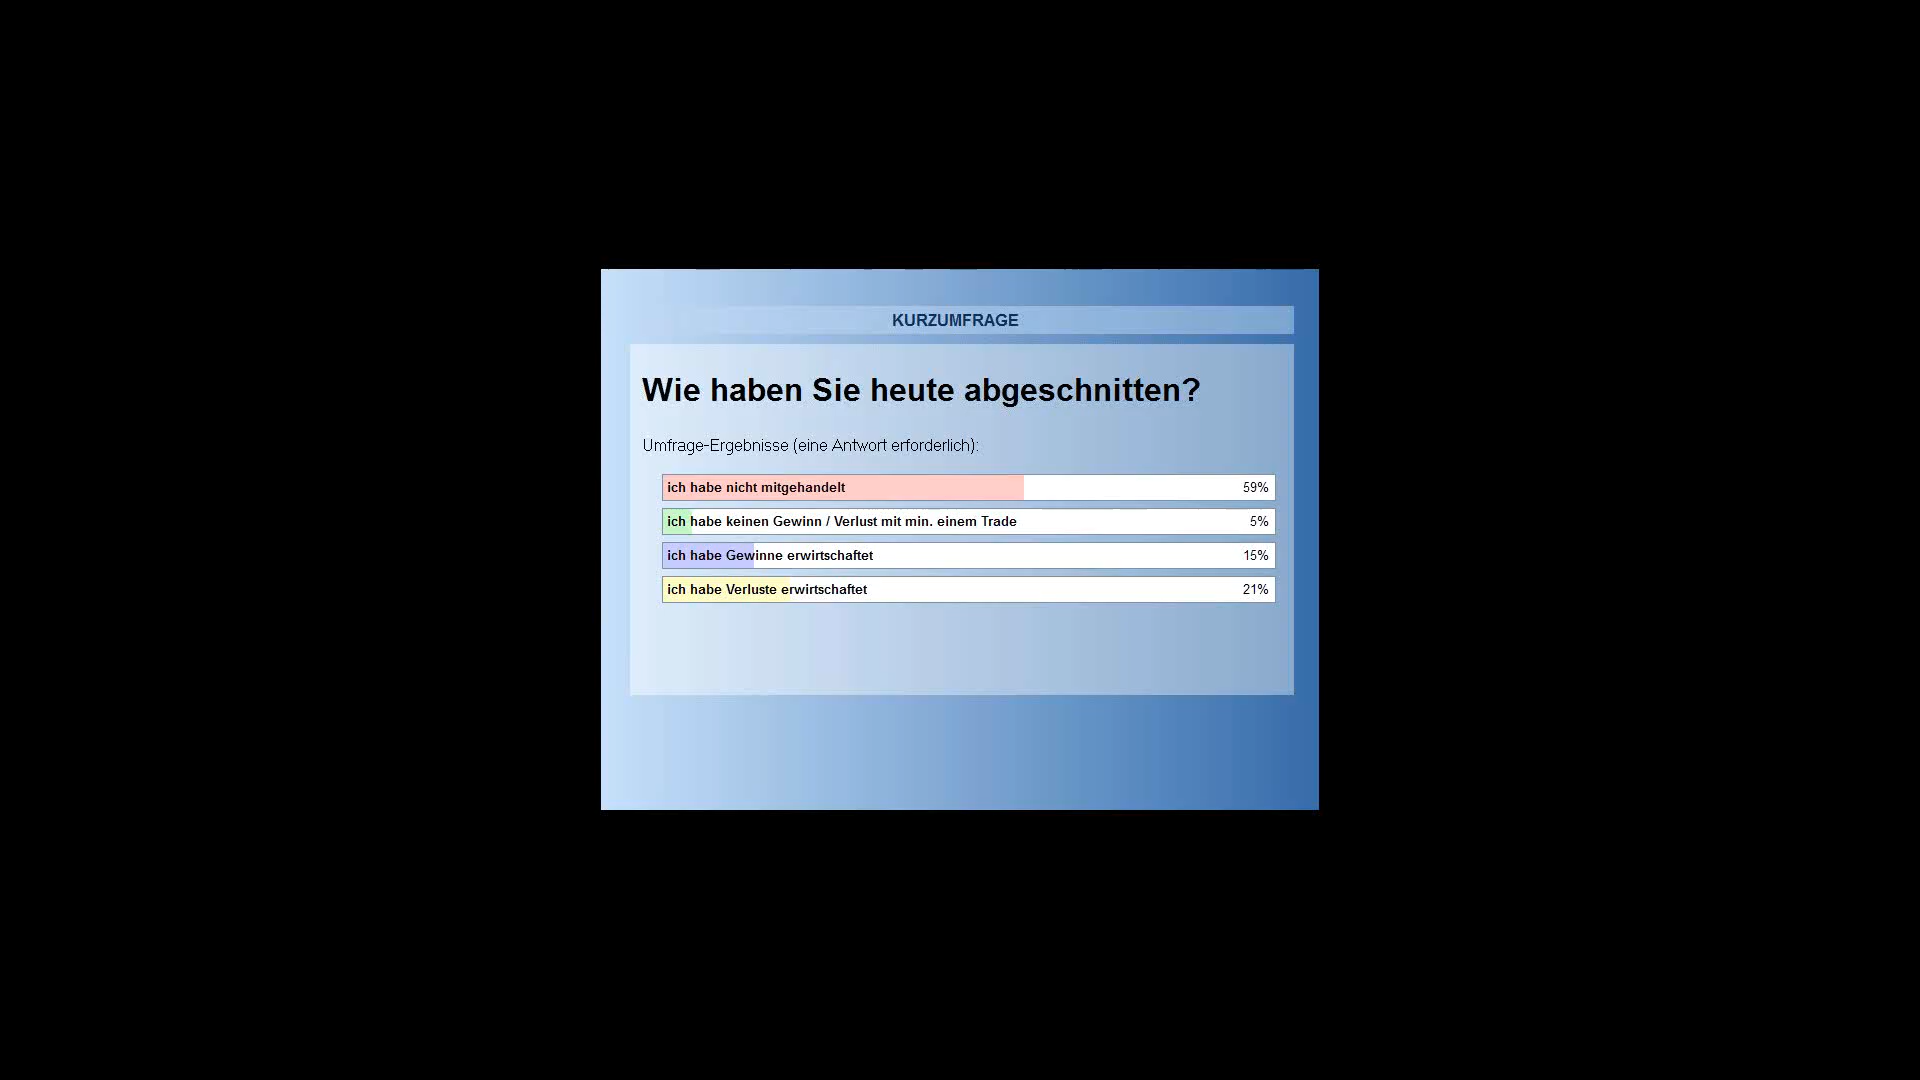 KURZUMFRAGE
Wie haben Sie heute abgeschnitten?
Umfrage-Ergebnisse (eine Antwort erforderlich):
ich habe nicht mitgehandelt 59%
ich habe keinen Gewinn / Verlust mit min. einem Trade 5%
ich habe Gewinne erwirtschaftet 15%
ich habe Verluste erwirtschaftet 21%